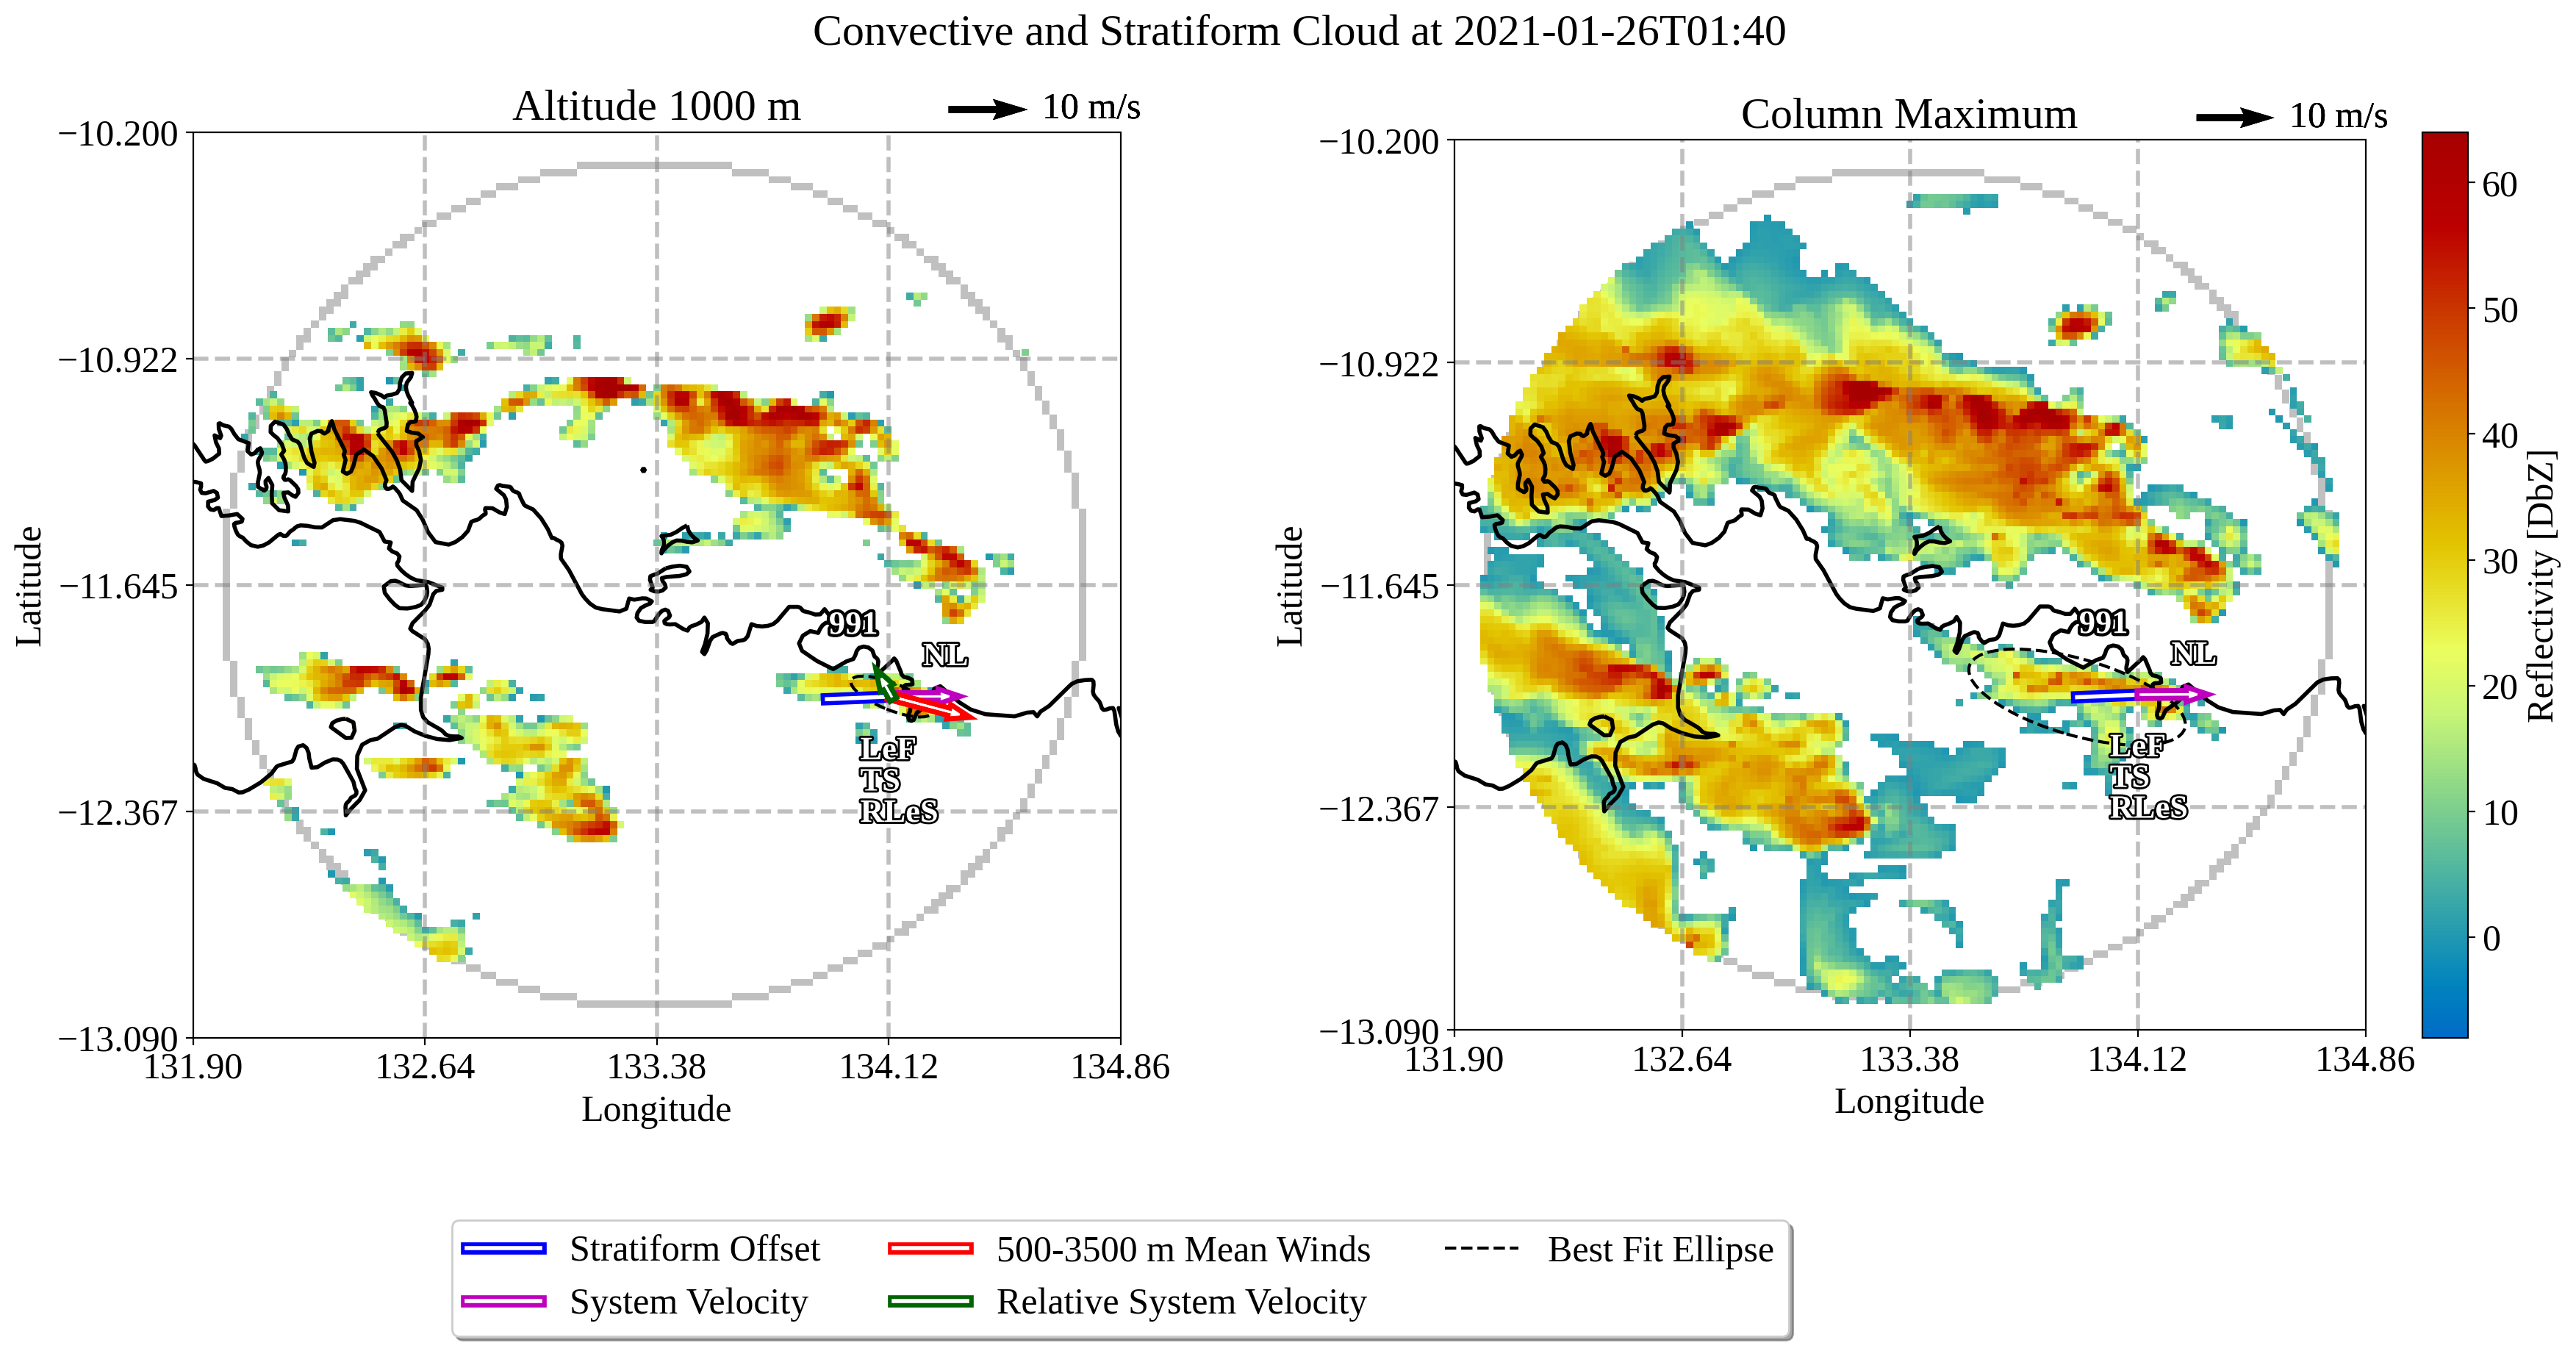 Convective and Stratiform Cloud at 2021-01-26T01:40
Altitude 1000 m
10 m/s
−10.200
−10.922
−11.645
−12.367
−13.090
Latitude
991
NL
LeF
TS
RLeS
131.90
132.64
133.38
134.12
134.86
Longitude
Column Maximum
10 m/s
−10.200
−10.922
−11.645
−12.367
−13.090
Latitude
991
NL
LeF
TS
RLeS
131.90
132.64
133.38
134.12
134.86
Longitude
60
50
40
30
20
10
0
Reflectivity [DbZ]
Stratiform Offset
System Velocity
500-3500 m Mean Winds
Relative System Velocity
Best Fit Ellipse